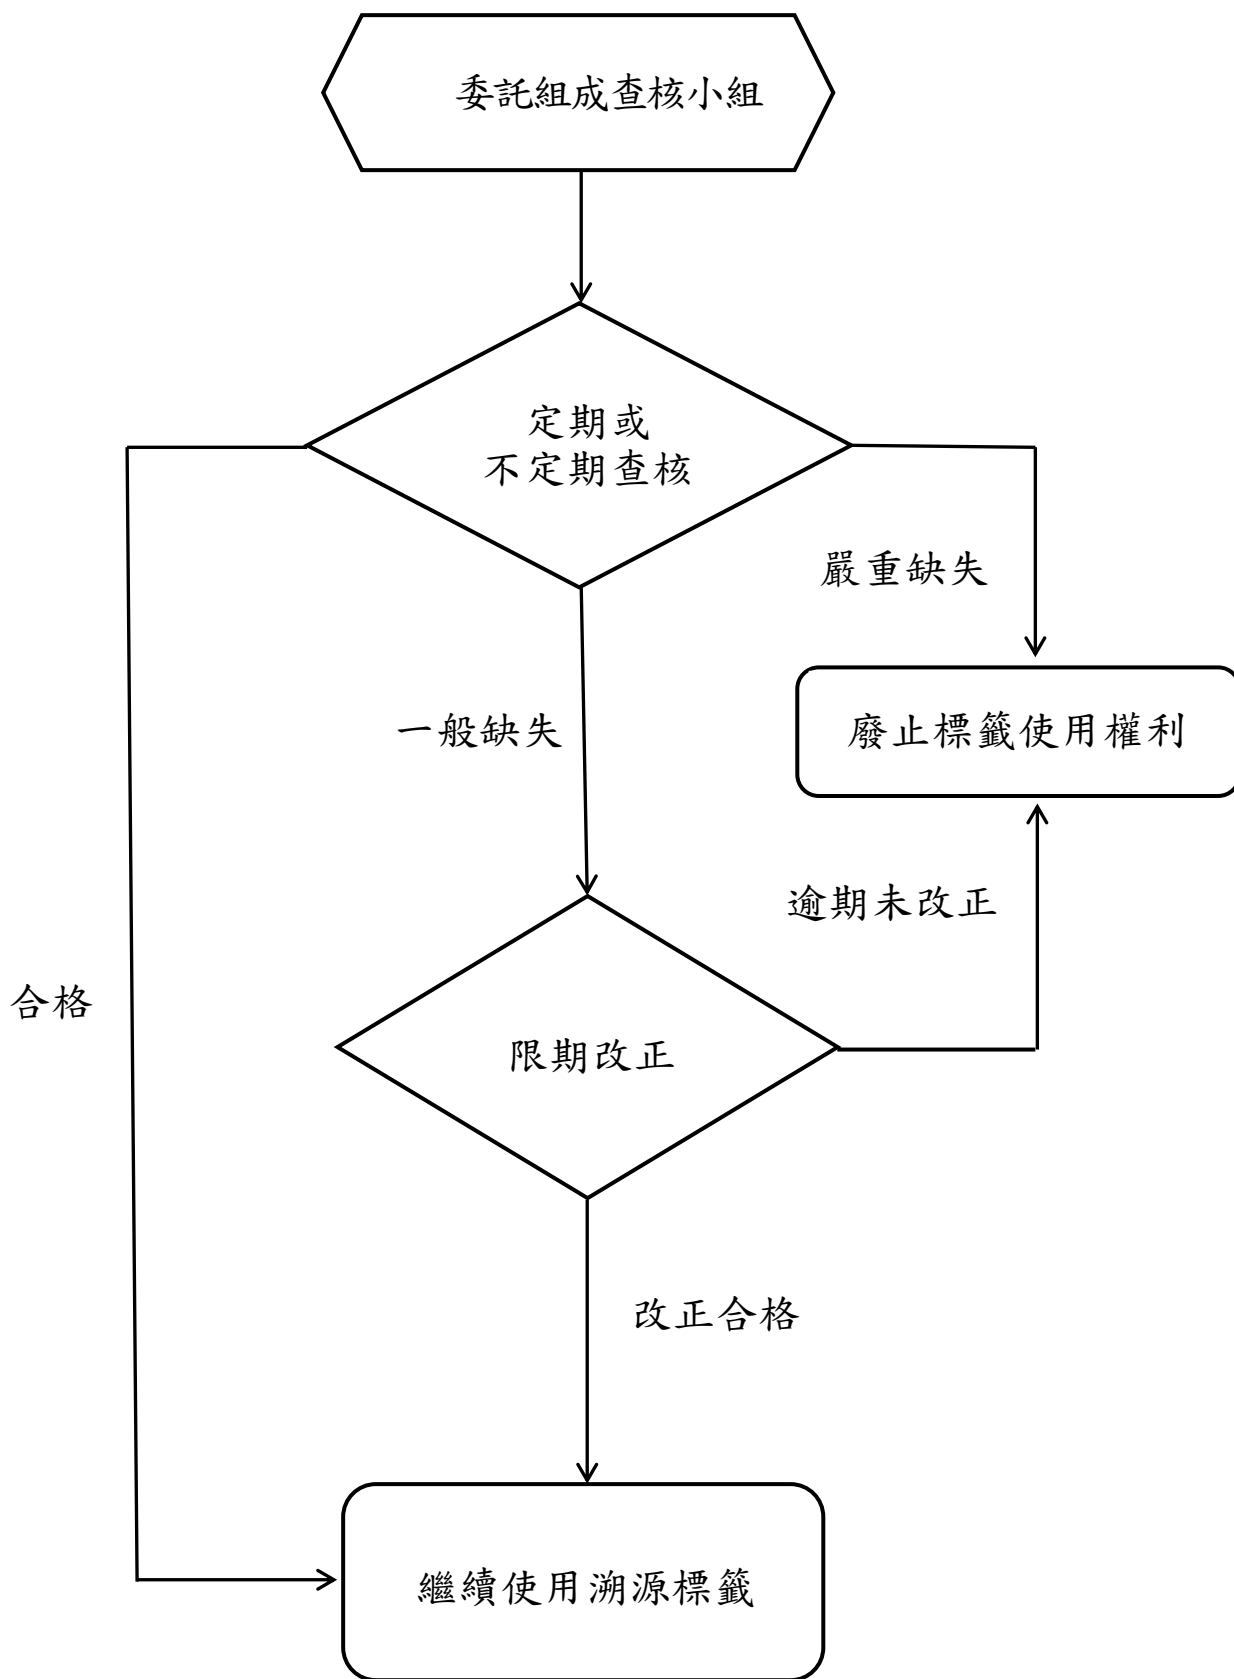 委託組成查核小組
定期或
不定期查核
嚴重缺失
一般缺失
廢止標籤使用權利
逾期未改正
合格
限期改正
改正合格
繼續使用溯源標籤